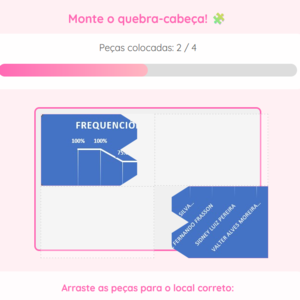 Monte o quebra-cabeça! 🧩
Peças colocadas: 2 / 4
FREQUENCIO
100% 100%
SILVA...
FERNANDO FRASSON
SIDNEY LUIZ PEREIRA
VALTER ALVES MOREIRA...
Arraste as peças para o local correto: